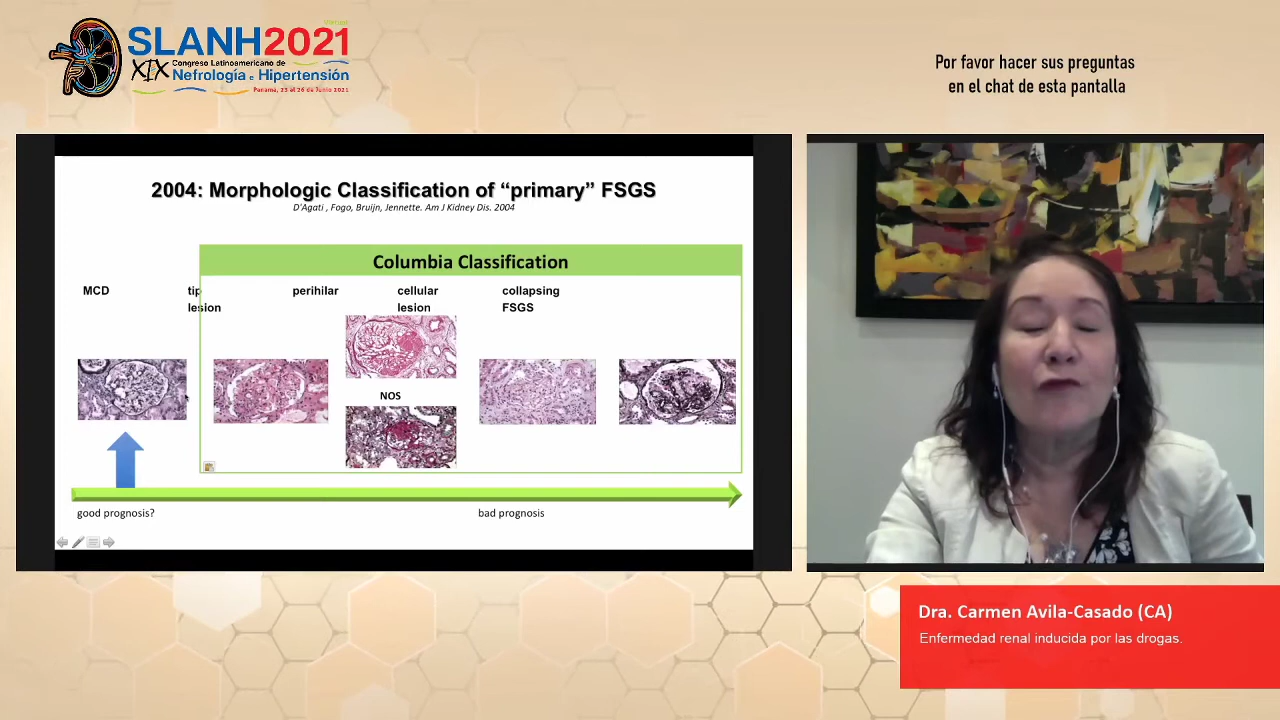 Virtual
SLANH2021
XIX Congreso Latinoamericano de
Nefrología e Hipertensión
Panamá, 23 al 26 de Junio 2021
Por favor hacer sus preguntas
en el chat de esta pantalla
2004: Morphologic Classification of “primary” FSGS
D'Agati , Fogo, Bruijn, Jennette. Am J Kidney Dis. 2004
Columbia Classification
MCD
tip
lesion
perihilar
cellular
lesion
collapsing
FSGS
NOS
good prognosis?
bad prognosis
Dra. Carmen Avila-Casado (CA)
Enfermedad renal inducida por las drogas.